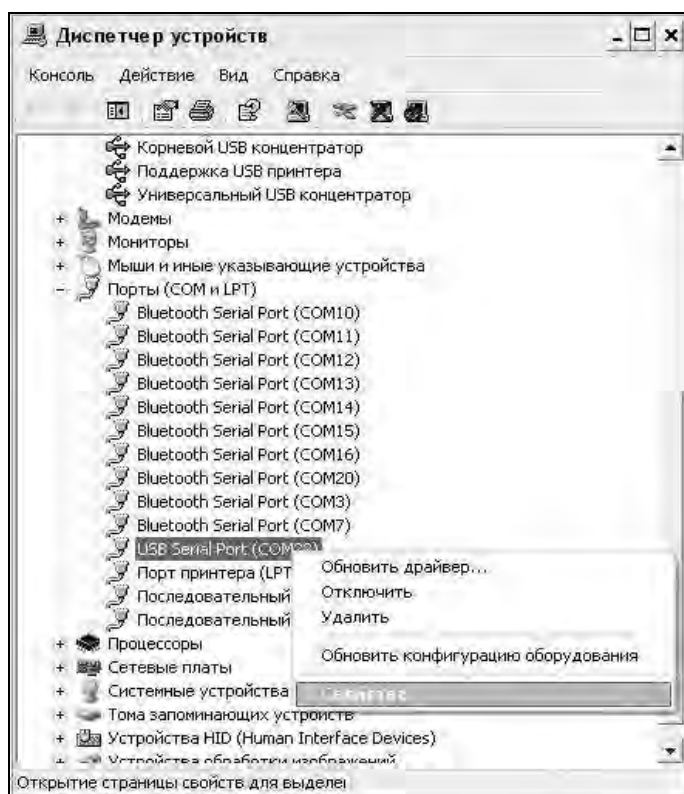 Диспетчер устройств
Консоль Действие Вид Справка
Корневой USB концентратор
Поддержка USB принтера
Универсальный USB концентратор
Модемы
Мониторы
Мыши и иные указывающие устройства
Порты (COM и LPT)
Bluetooth Serial Port (COM10)
Bluetooth Serial Port (COM11)
Bluetooth Serial Port (COM12)
Bluetooth Serial Port (COM13)
Bluetooth Serial Port (COM14)
Bluetooth Serial Port (COM15)
Bluetooth Serial Port (COM16)
Bluetooth Serial Port (COM20)
Bluetooth Serial Port (COM3)
Bluetooth Serial Port (COM7)
USB Serial Port
Порт принтера (LPT
Последовательный
Последовательный
Обновить драйвер...
Отключить
Удалить
Обновить конфигурацию оборудования
Процессоры
Сетевые платы
Системные устройства
Тома запоминающих устройств
Устройства HID (Human Interface Devices)
Устройства обработки изображений
Открытие страницы свойств для выделен